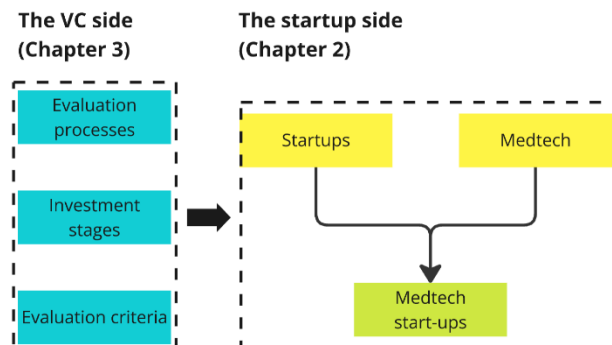 The VC side
(Chapter 3)
The startup side
(Chapter 2)
Evaluation
processes
Startups
Medtech
Investment
stages
Evaluation criteria
Medtech
start-ups